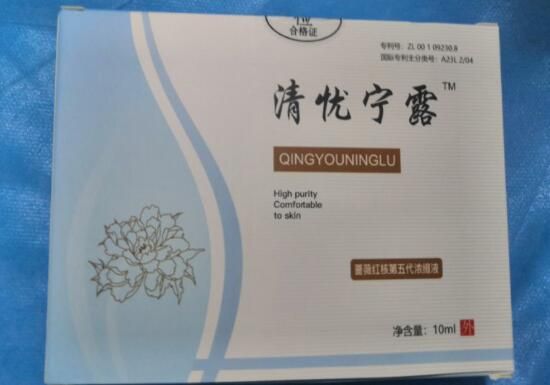 合格证
专利号: ZL 00 1 09230.8
国际专利主分类号: A23L 2/04
清忧宁露TM
QINGYOUNINGLU
High purity
Comfortable
to skin
蔷薇红核第五代浓缩液
净含量: 10ml 外